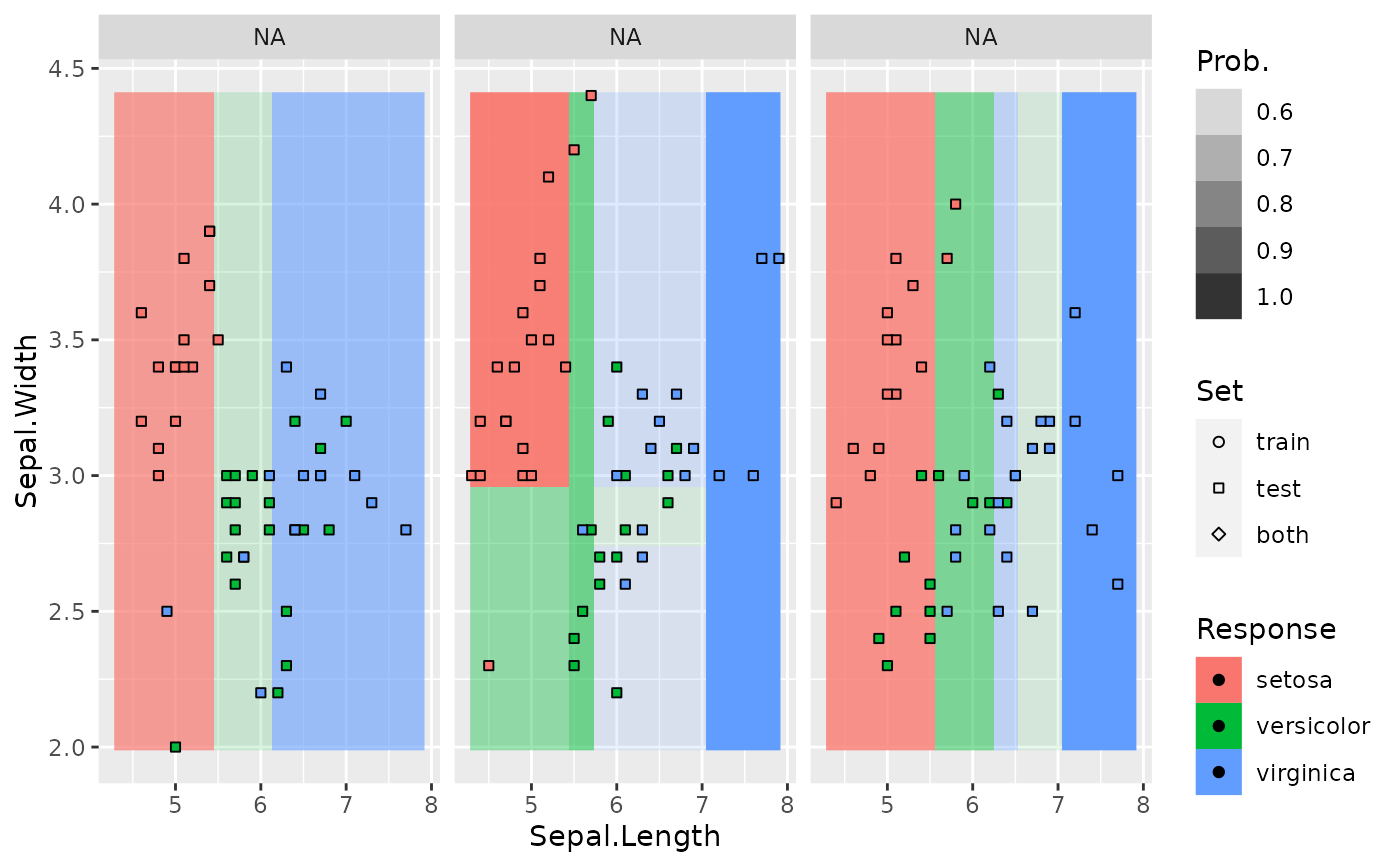 NA NA NA
4.5
4.0
3.5
3.0
2.5
2.0
Sepal.Width
5 6 7 8 5 6 7 8 5 6 7 8
Sepal.Length
Prob.
0.6
0.7
0.8
0.9
1.0
Set
train
test
both
Response
setosa
versicolor
virginica